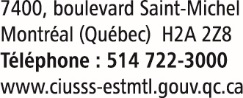 7400, boulevard Saint-Michel
Montréal (Québec)  H2A 2Z8
Téléphone : 514 722-3000
www.ciusss-estmtl.gouv.qc.ca